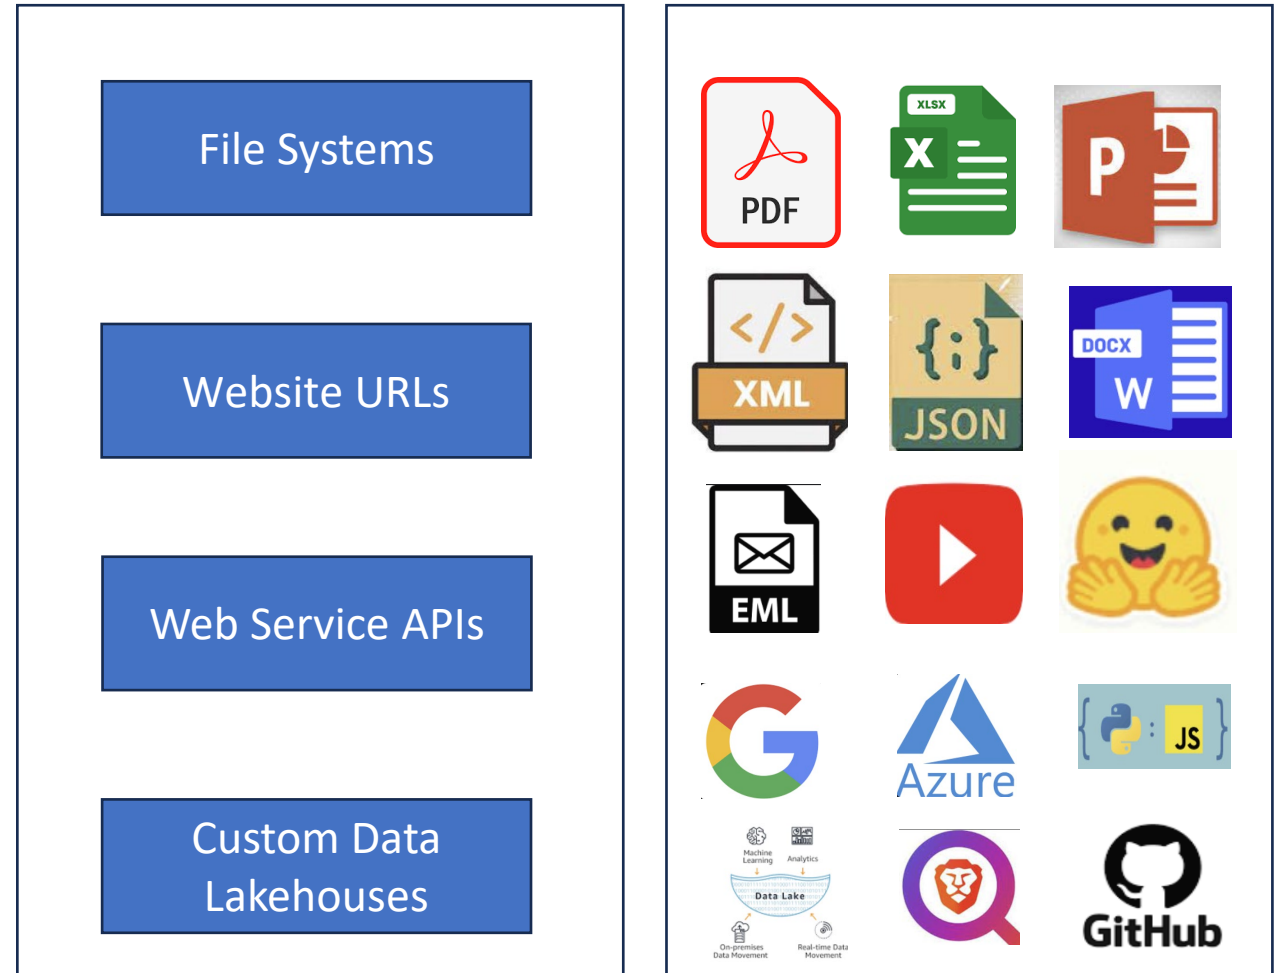 File Systems
Website URLs
Web Service APIs
Custom Data
Lakehouses
PDF
XLSX
X
P
</>
XML
{;}
JSON
DOCX
W
EML
G
Azure
{ : JS }
Machine
Learning
Analytics
Data Lake
On-premises
Data Movement
Real-time Data
Movement
GitHub